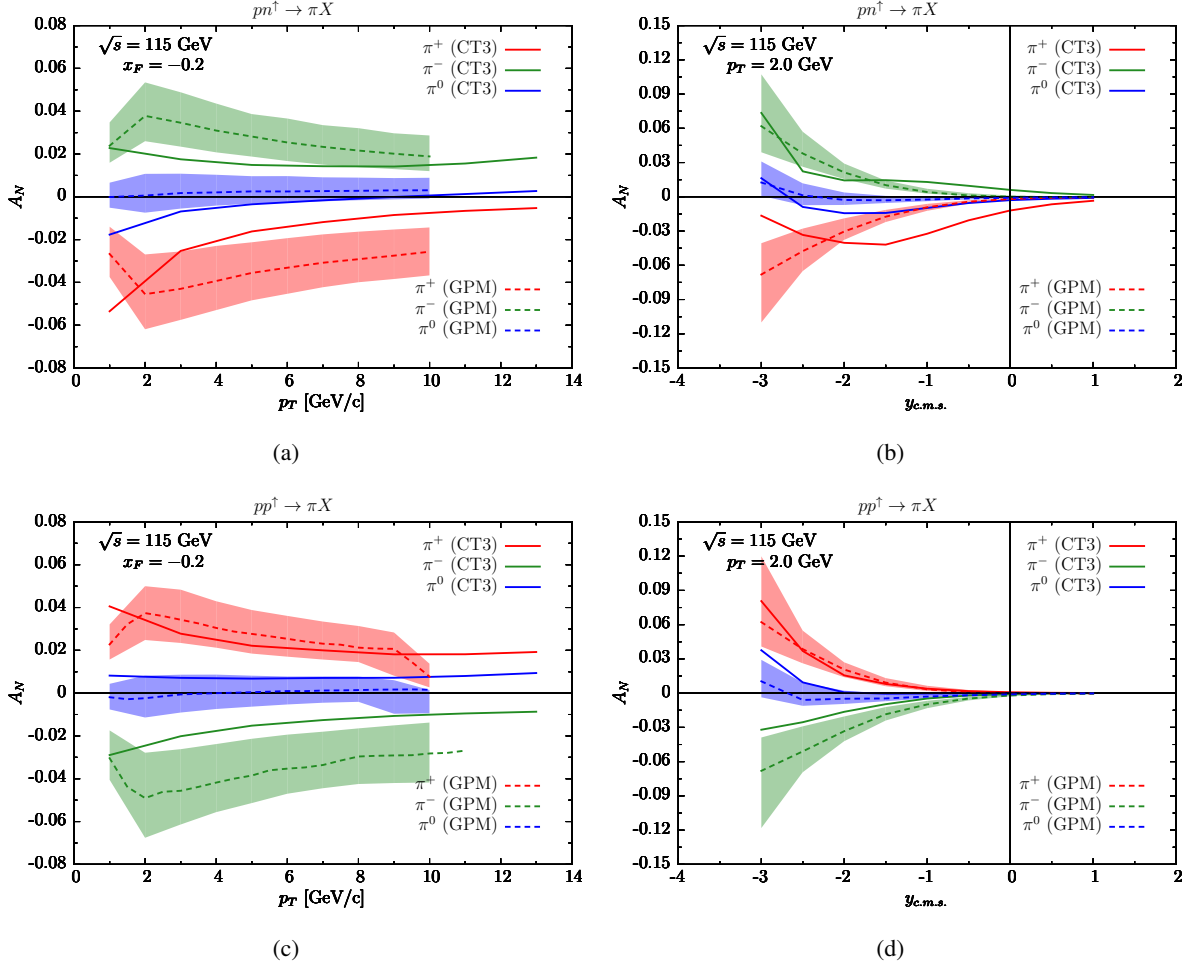 pn↑ → πX
√s = 115 GeV
x_F = −0.2
π+ (CT3)
π− (CT3)
π0 (CT3)
π+ (GPM)
π− (GPM)
π0 (GPM)
0.08
0.06
0.04
0.02
0
-0.02
-0.04
-0.06
-0.08
A_N
0 2 4 6 8 10 12 14
p_T [GeV/c]
(a)
pn↑ → πX
√s = 115 GeV
p_T = 2.0 GeV
π+ (CT3)
π− (CT3)
π0 (CT3)
π+ (GPM)
π− (GPM)
π0 (GPM)
0.15
0.12
0.09
0.06
0.03
0
-0.03
-0.06
-0.09
-0.12
-0.15
A_N
-4 -3 -2 -1 0 1 2
y_c.m.s.
(b)
pp↑ → πX
√s = 115 GeV
x_F = −0.2
π+ (CT3)
π− (CT3)
π0 (CT3)
π+ (GPM)
π− (GPM)
π0 (GPM)
0.08
0.06
0.04
0.02
0
-0.02
-0.04
-0.06
-0.08
A_N
0 2 4 6 8 10 12 14
p_T [GeV/c]
(c)
pp↑ → πX
√s = 115 GeV
p_T = 2.0 GeV
π+ (CT3)
π− (CT3)
π0 (CT3)
π+ (GPM)
π− (GPM)
π0 (GPM)
0.15
0.12
0.09
0.06
0.03
0
-0.03
-0.06
-0.09
-0.12
-0.15
A_N
-4 -3 -2 -1 0 1 2
y_c.m.s.
(d)